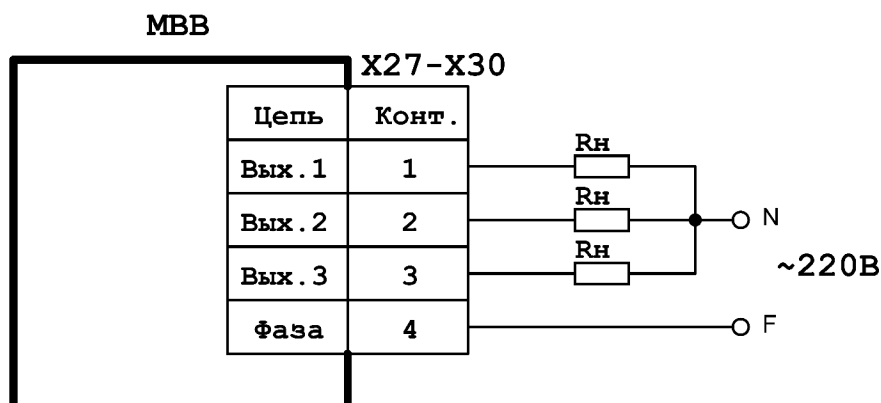 МВВ
X27-X30
Цепь Конт.
Вых.1 1 Rн
Вых.2 2 Rн N
Вых.3 3 Rн ~220В
Фаза 4 F